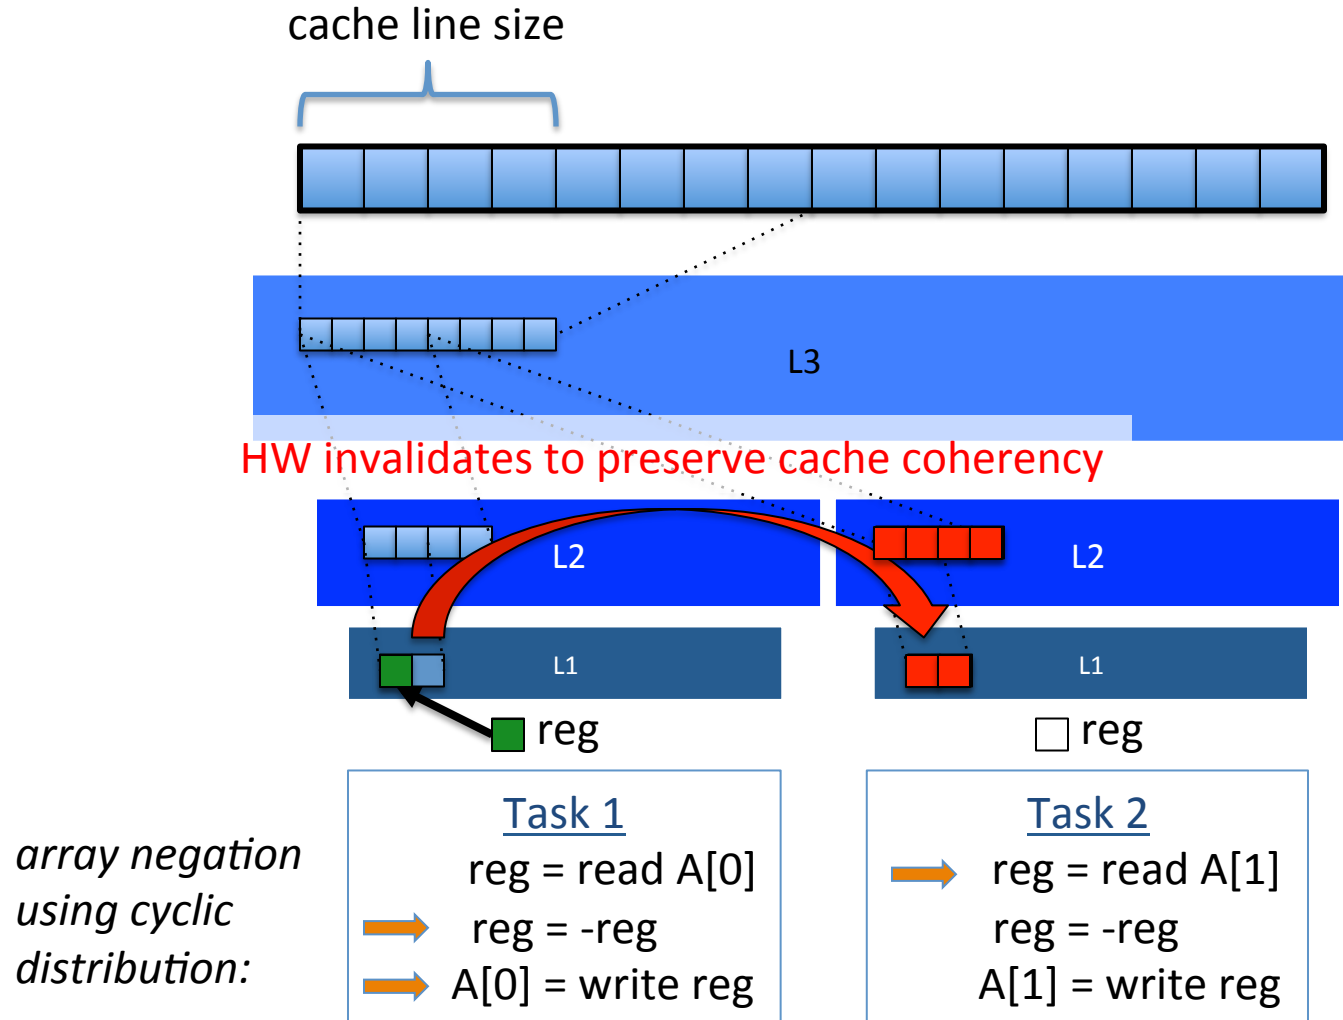 cache line size
L3
HW invalidates to preserve cache coherency
L2
L2
L1
L1
reg
reg
array negation
using cyclic
distribution:
Task 1
reg = read A[0]
reg = -reg
A[0] = write reg
Task 2
reg = read A[1]
reg = -reg
A[1] = write reg